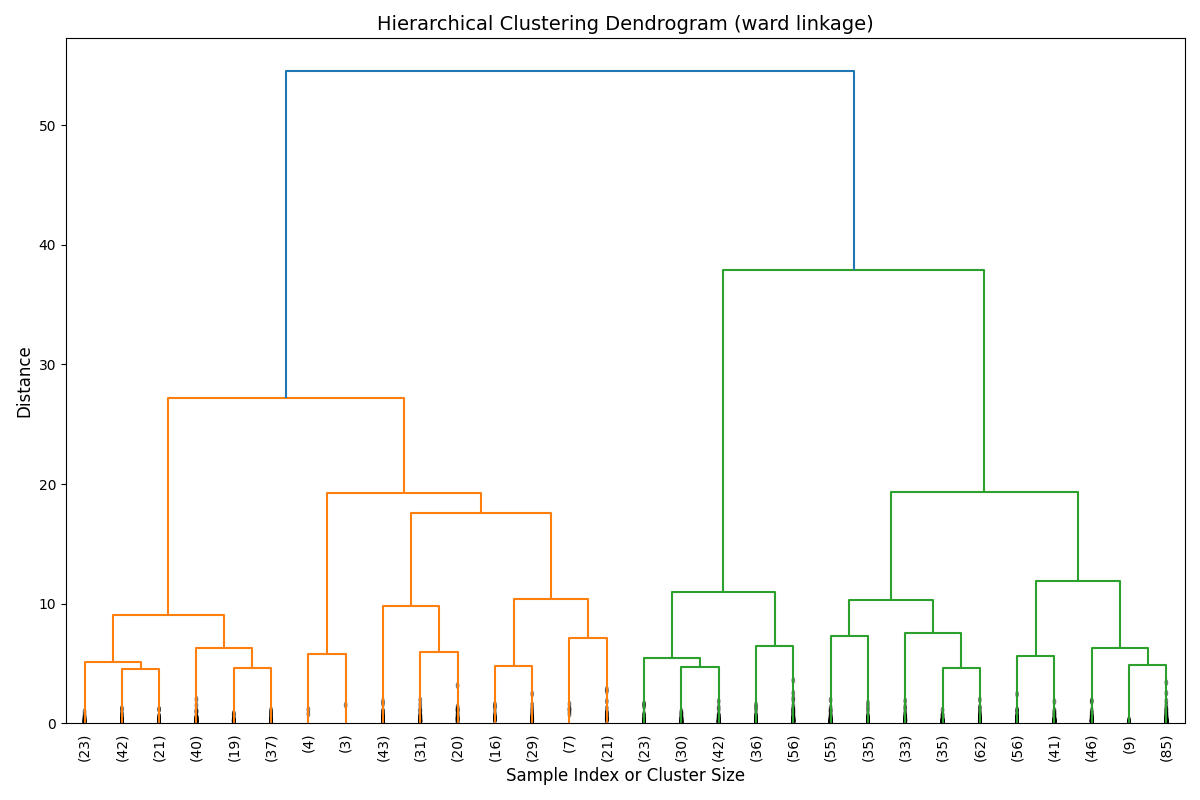 Hierarchical Clustering Dendrogram (ward linkage)
50
40
30
20
10
0
Distance
(23) (42) (21) (40) (19) (37) (4) (3) (43) (31) (20) (16) (29) (7) (21) (23) (30) (42) (36) (56) (55) (35) (33) (35) (62) (56) (41) (46) (9) (85)
Sample Index or Cluster Size